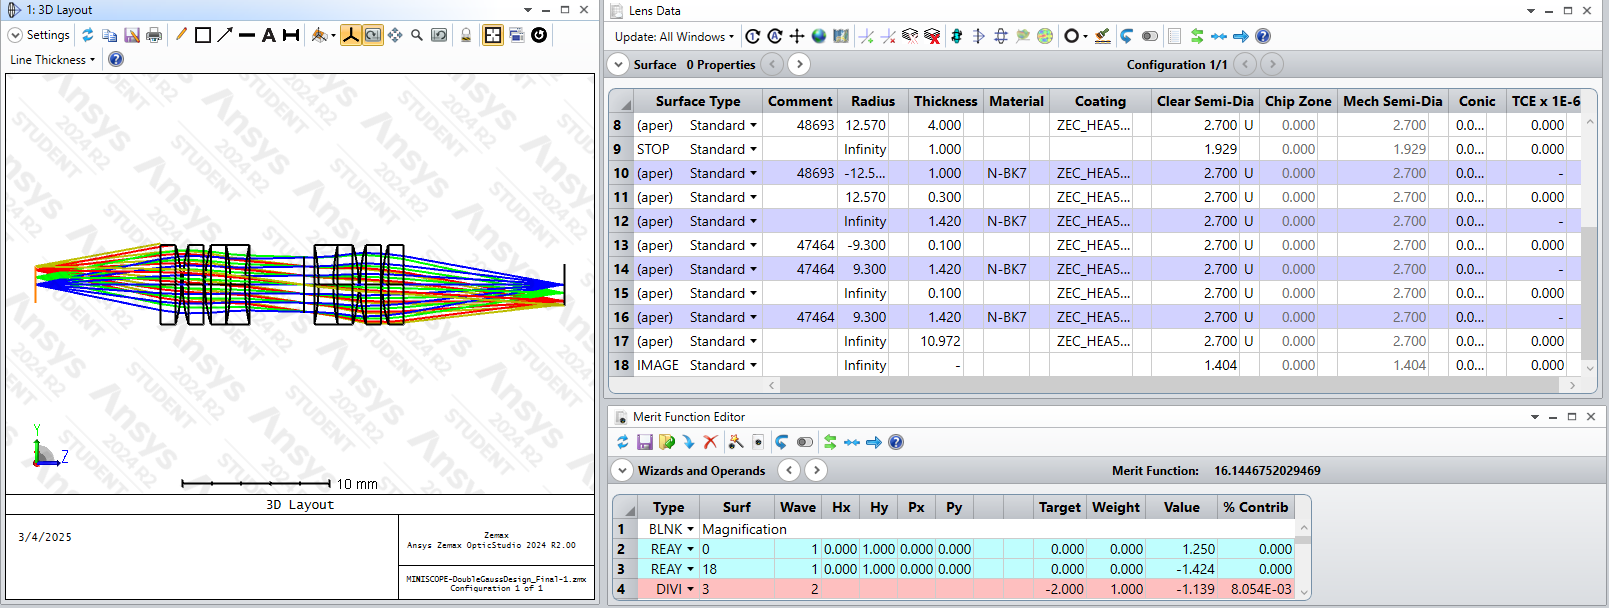 1: 3D Layout
Settings
Line Thickness
Ansys
2024 R2
STUDENT
Y
Z
10 mm
3D Layout
3/4/2025
Zemax
Ansys Zemax OpticStudio 2024 R2.00
MINISCOPE-DoubleGaussDesign_Final-1.zmx
Configuration 1 of 1
Lens Data
Update: All Windows
Surface 0 Properties Configuration 1/1
Surface Type Comment Radius Thickness Material Coating Clear Semi-Dia Chip Zone Mech Semi-Dia Conic TCE x 1E-6
8 (aper) Standard 48693 12.570 4.000 ZEC_HEA5... 2.700 U 0.000 2.700 0.0... 0.000
9 STOP Standard Infinity 1.000 1.929 0.000 1.929 0.0... 0.000
10 (aper) Standard 48693 -12.5... 1.000 N-BK7 ZEC_HEA5... 2.700 U 0.000 2.700 0.0... -
11 (aper) Standard 12.570 0.300 ZEC_HEA5... 2.700 U 0.000 2.700 0.0... 0.000
12 (aper) Standard Infinity 1.420 N-BK7 ZEC_HEA5... 2.700 U 0.000 2.700 0.0... -
13 (aper) Standard 47464 -9.300 0.100 ZEC_HEA5... 2.700 U 0.000 2.700 0.0... 0.000
14 (aper) Standard 47464 9.300 1.420 N-BK7 ZEC_HEA5... 2.700 U 0.000 2.700 0.0... -
15 (aper) Standard Infinity 0.100 ZEC_HEA5... 2.700 U 0.000 2.700 0.0... 0.000
16 (aper) Standard 47464 9.300 1.420 N-BK7 ZEC_HEA5... 2.700 U 0.000 2.700 0.0... -
17 (aper) Standard Infinity 10.972 ZEC_HEA5... 2.700 U 0.000 2.700 0.0... 0.000
18 IMAGE Standard Infinity - 1.404 0.000 1.404 0.0... 0.000
Merit Function Editor
Wizards and Operands Merit Function: 16.1446752029469
Type Surf Wave Hx Hy Px Py Target Weight Value % Contrib
1 BLNK Magnification
2 REAY 0 1 0.000 1.000 0.000 0.000 0.000 0.000 1.250 0.000
3 REAY 18 1 0.000 1.000 0.000 0.000 0.000 0.000 -1.424 0.000
4 DIVI 3 2 -2.000 1.000 -1.139 8.054E-03